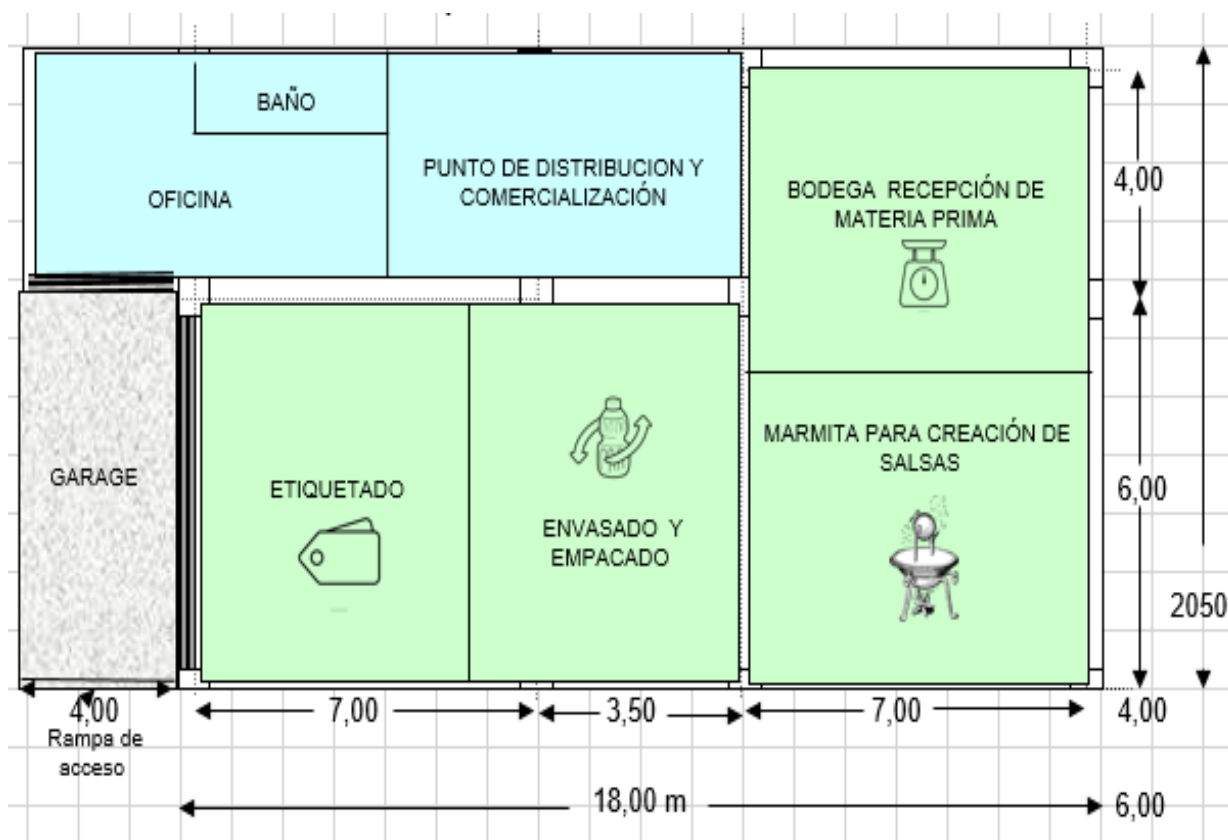 BAÑO
OFICINA
PUNTO DE DISTRIBUCION Y
COMERCIALIZACIÓN
BODEGA RECEPCIÓN DE
MATERIA PRIMA
4,00
GARAGE
ETIQUETADO
ENVASADO Y
EMPACADO
MARMITA PARA CREACIÓN DE
SALSAS
6,00
2050
4,00
7,00
3,50
7,00
4,00
Rampa de
acceso
18,00 m
6,00